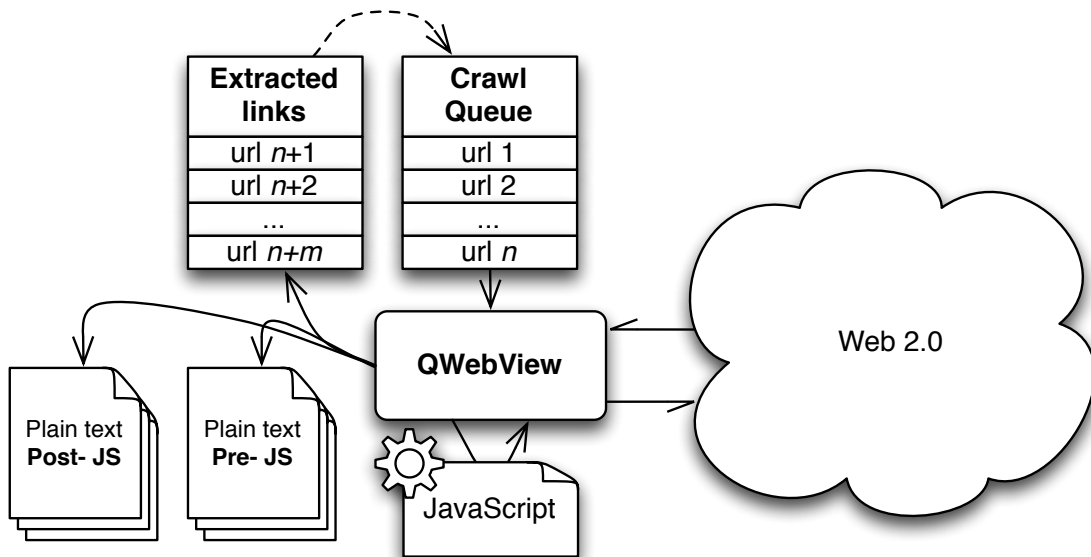 Extracted
links
url n+1
url n+2
...
url n+m
Crawl
Queue
url 1
url 2
...
url n
QWebView
Web 2.0
Plain text
Post- JS
Plain text
Pre- JS
JavaScript